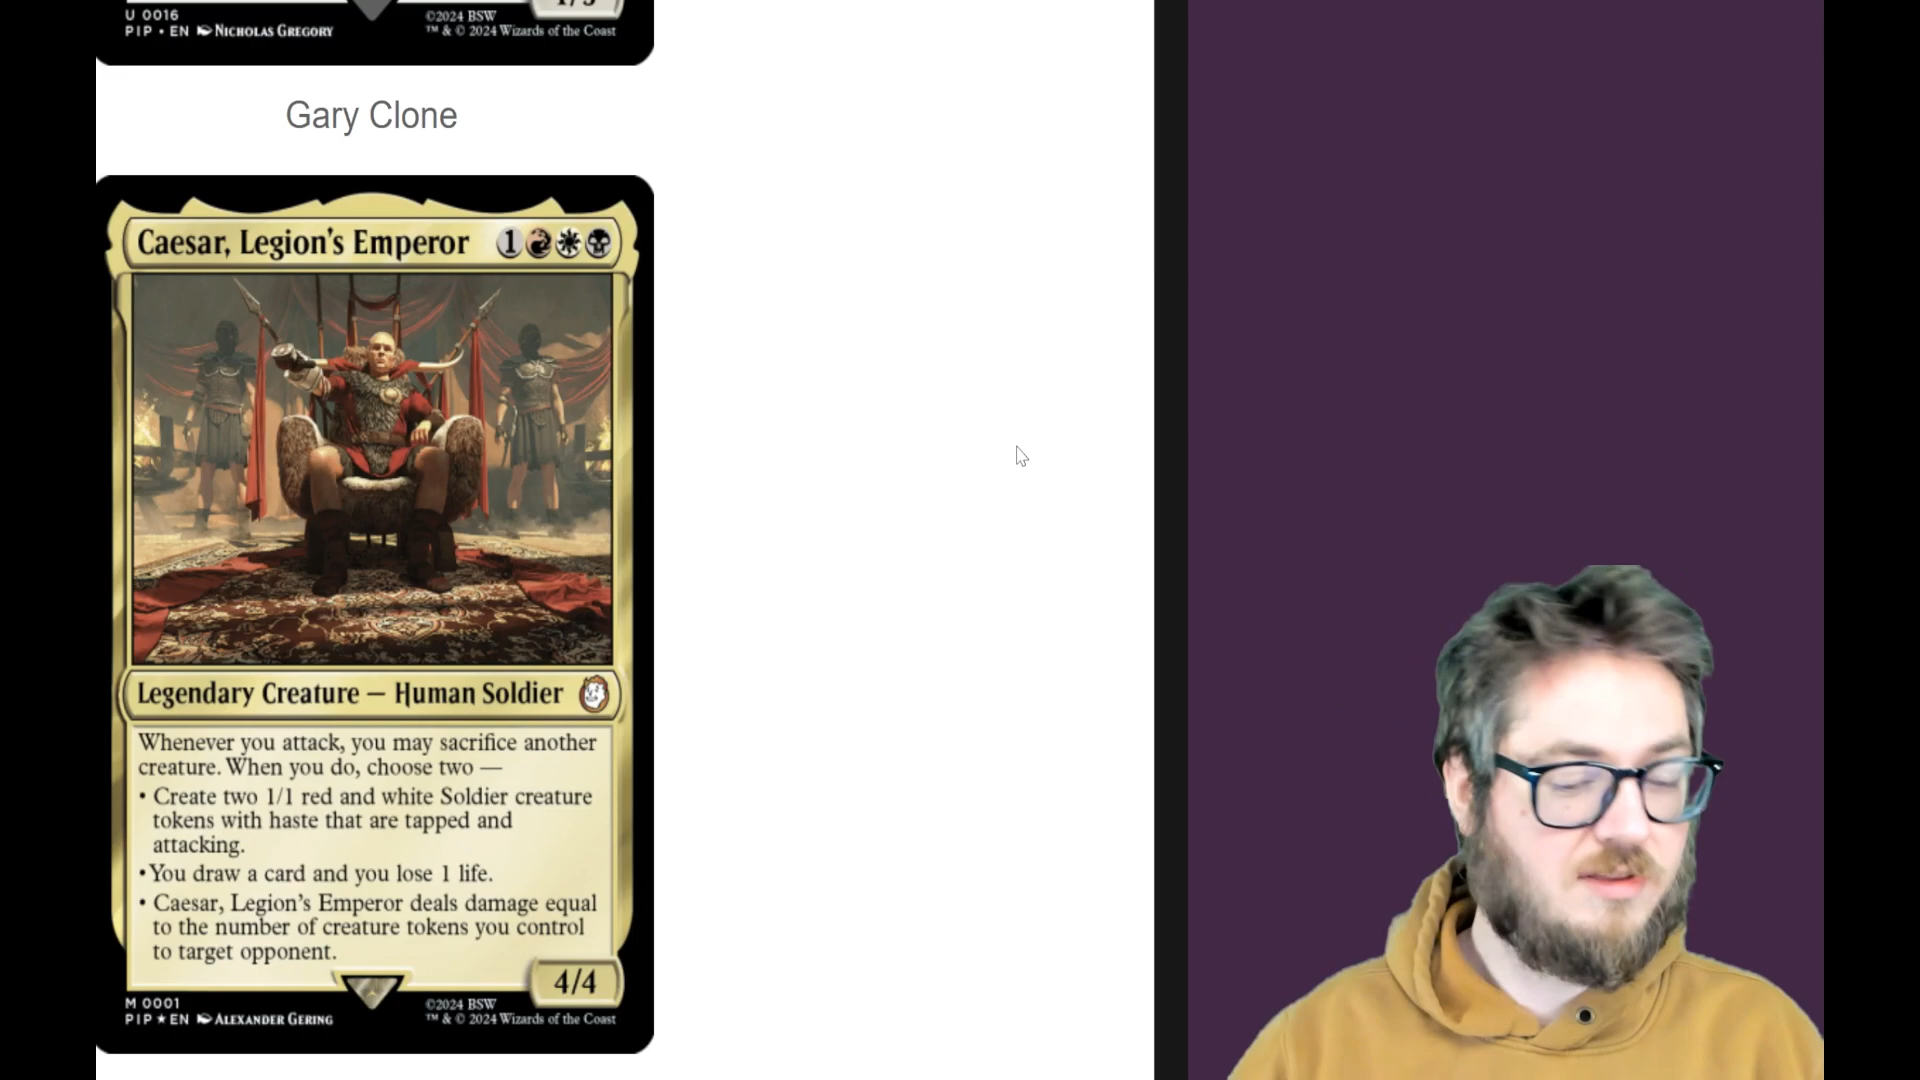 U 0016
PIP • EN NICHOLAS GREGORY
©2024 BSW
™ & © 2024 Wizards of the Coast
Gary Clone
Caesar, Legion's Emperor 1
Legendary Creature — Human Soldier
Whenever you attack, you may sacrifice another
creature. When you do, choose two —
• Create two 1/1 red and white Soldier creature
tokens with haste that are tapped and
attacking.
• You draw a card and you lose 1 life.
• Caesar, Legion's Emperor deals damage equal
to the number of creature tokens you control
to target opponent.
4/4
M 0001
PIP ★ EN ALEXANDER GERING
©2024 BSW
™ & © 2024 Wizards of the Coast